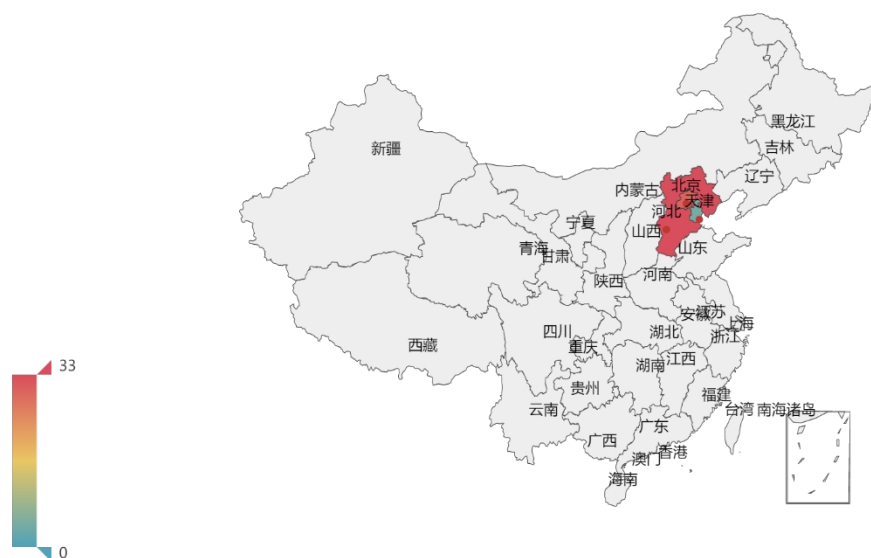 黑龙江
吉林
新疆
辽宁
北京
内蒙古
天津
河北
宁夏
山西
山东
青海
甘肃
河南
陕西
江苏
安徽
上海
四川
湖北
浙江
重庆
西藏
江西
湖南
33
贵州
福建
云南
台湾
南海诸岛
广东
广西
香港
澳门
海南
0